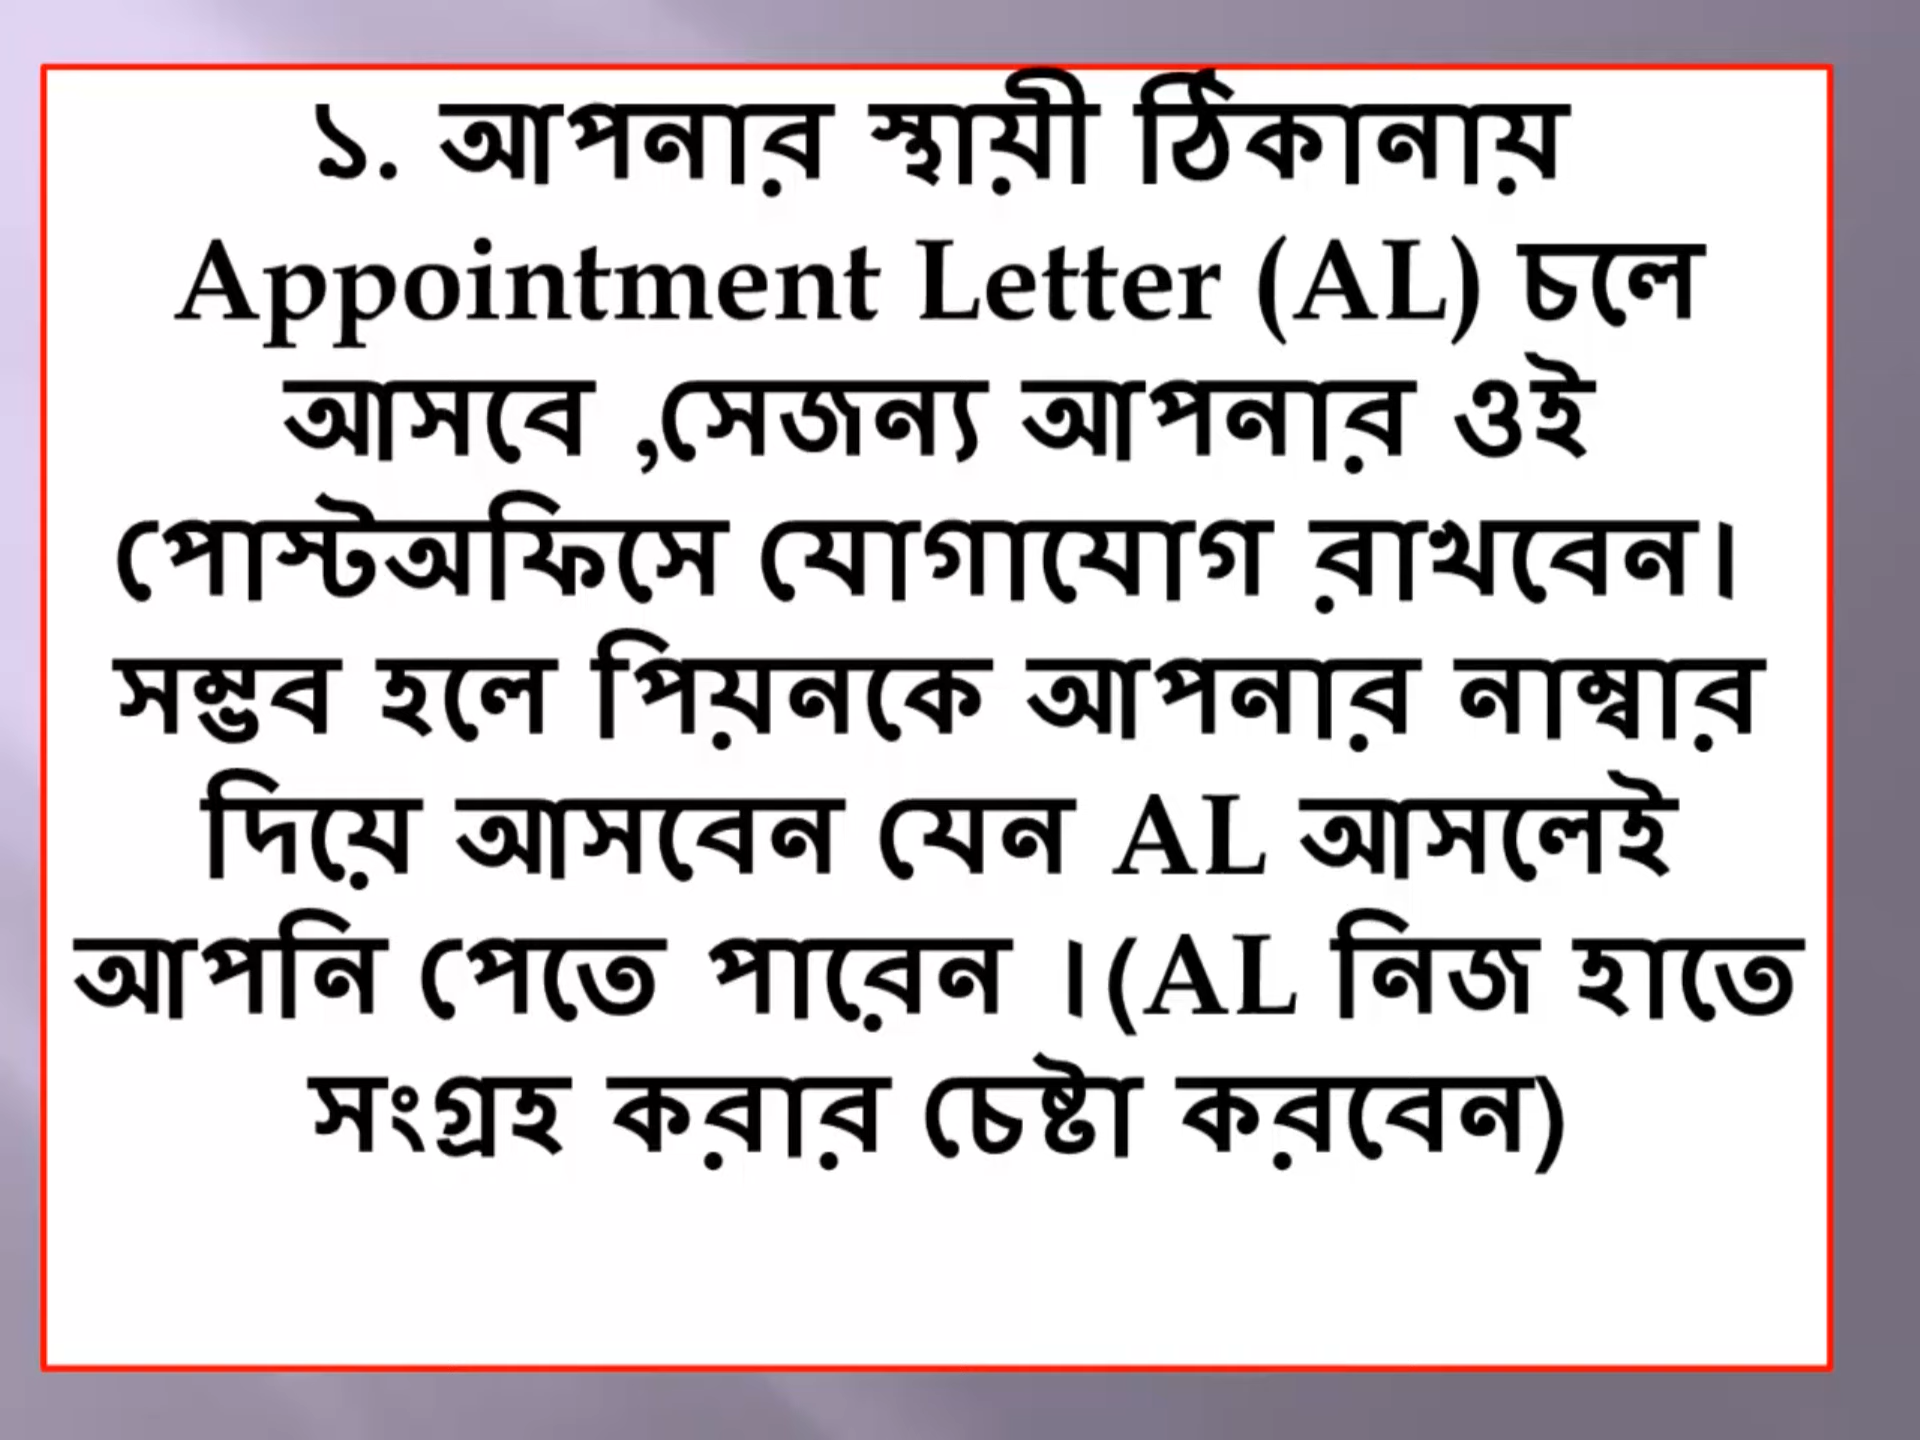 ১. আপনার স্থায়ী ঠিকানায়
Appointment Letter (AL) চলে
আসবে ,সেজন্য আপনার ওই
পোস্টঅফিসে যোগাযোগ রাখবেন।
সম্ভব হলে পিয়নকে আপনার নাম্বার
দিয়ে আসবেন যেন AL আসলেই
আপনি পেতে পারেন ।(AL নিজ হাতে
সংগ্রহ করার চেষ্টা করবেন)